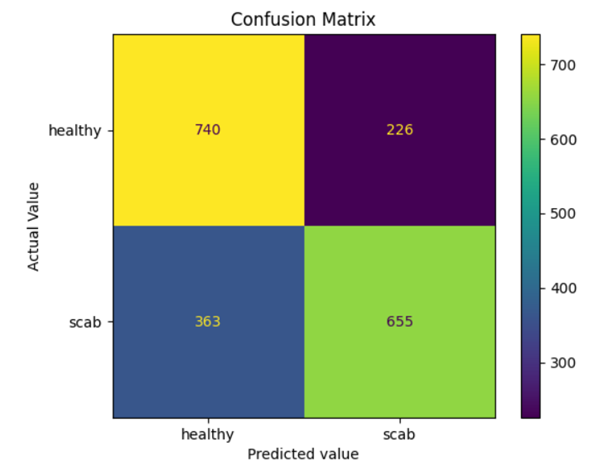 Confusion Matrix
healthy
740
226
scab
363
655
healthy
scab
Predicted value
Actual Value
700
600
500
400
300